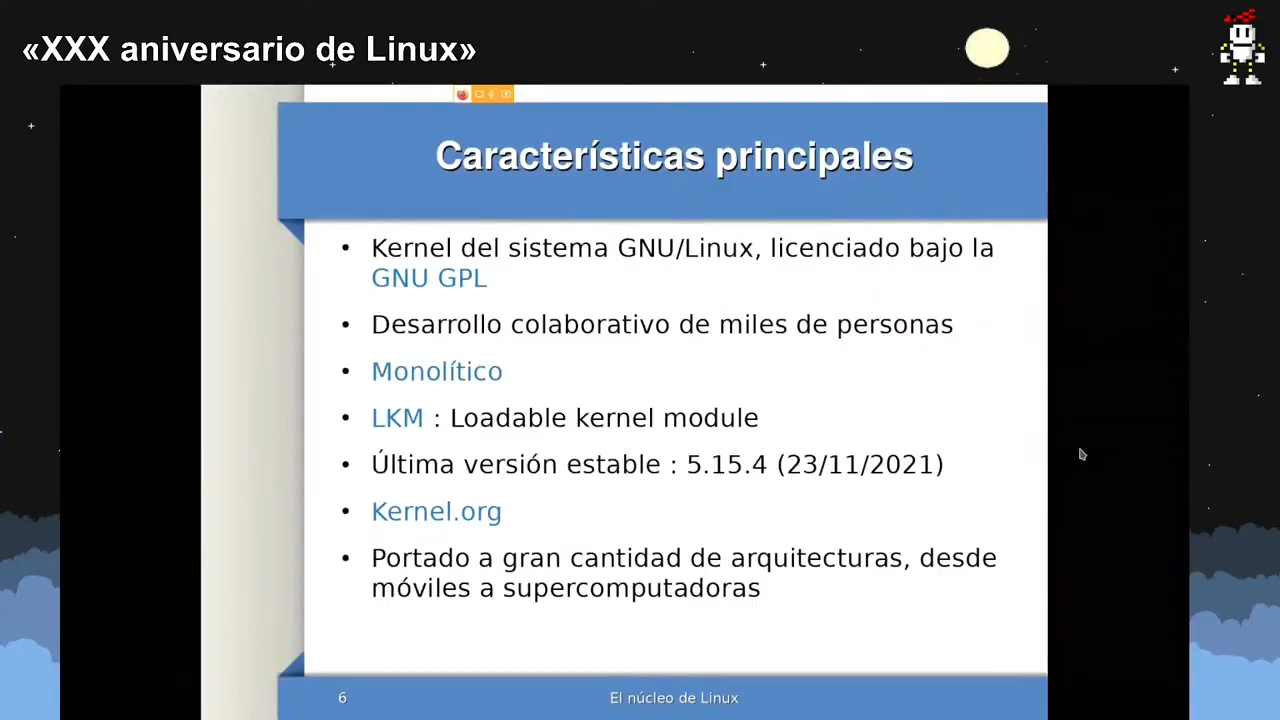 «XXX aniversario de Linux»
Características principales
• Kernel del sistema GNU/Linux, licenciado bajo la
GNU GPL
• Desarrollo colaborativo de miles de personas
• Monolítico
• LKM : Loadable kernel module
• Última versión estable : 5.15.4 (23/11/2021)
• Kernel.org
• Portado a gran cantidad de arquitecturas, desde
móviles a supercomputadoras
6
El núcleo de Linux